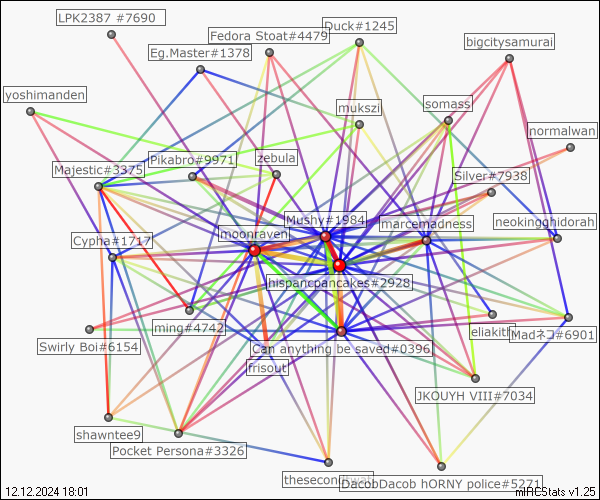 LPK2387 #7690
Duck#1245
Fedora Stoat#4479
bigcitysamurai
Eg.Master#1378
yoshimanden
mukszi
somass
normalwan
Pikabro#9971
zebula
Majestic#3375
Silver#7938
Mushy#1984
marcemadness
neokingghidorah
moonraven
Cypha#1717
hispanicpancakes#2928
ming#4742
eliakith
Madネコ#6901
Swirly Boi#6154
Can anything be saved#0396
frisout
JKOUYH VIII#7034
shawntee9
Pocket Persona#3326
DacobDacob hORNY police#5271
12.12.2024 18:01
mIRCStats v1.25